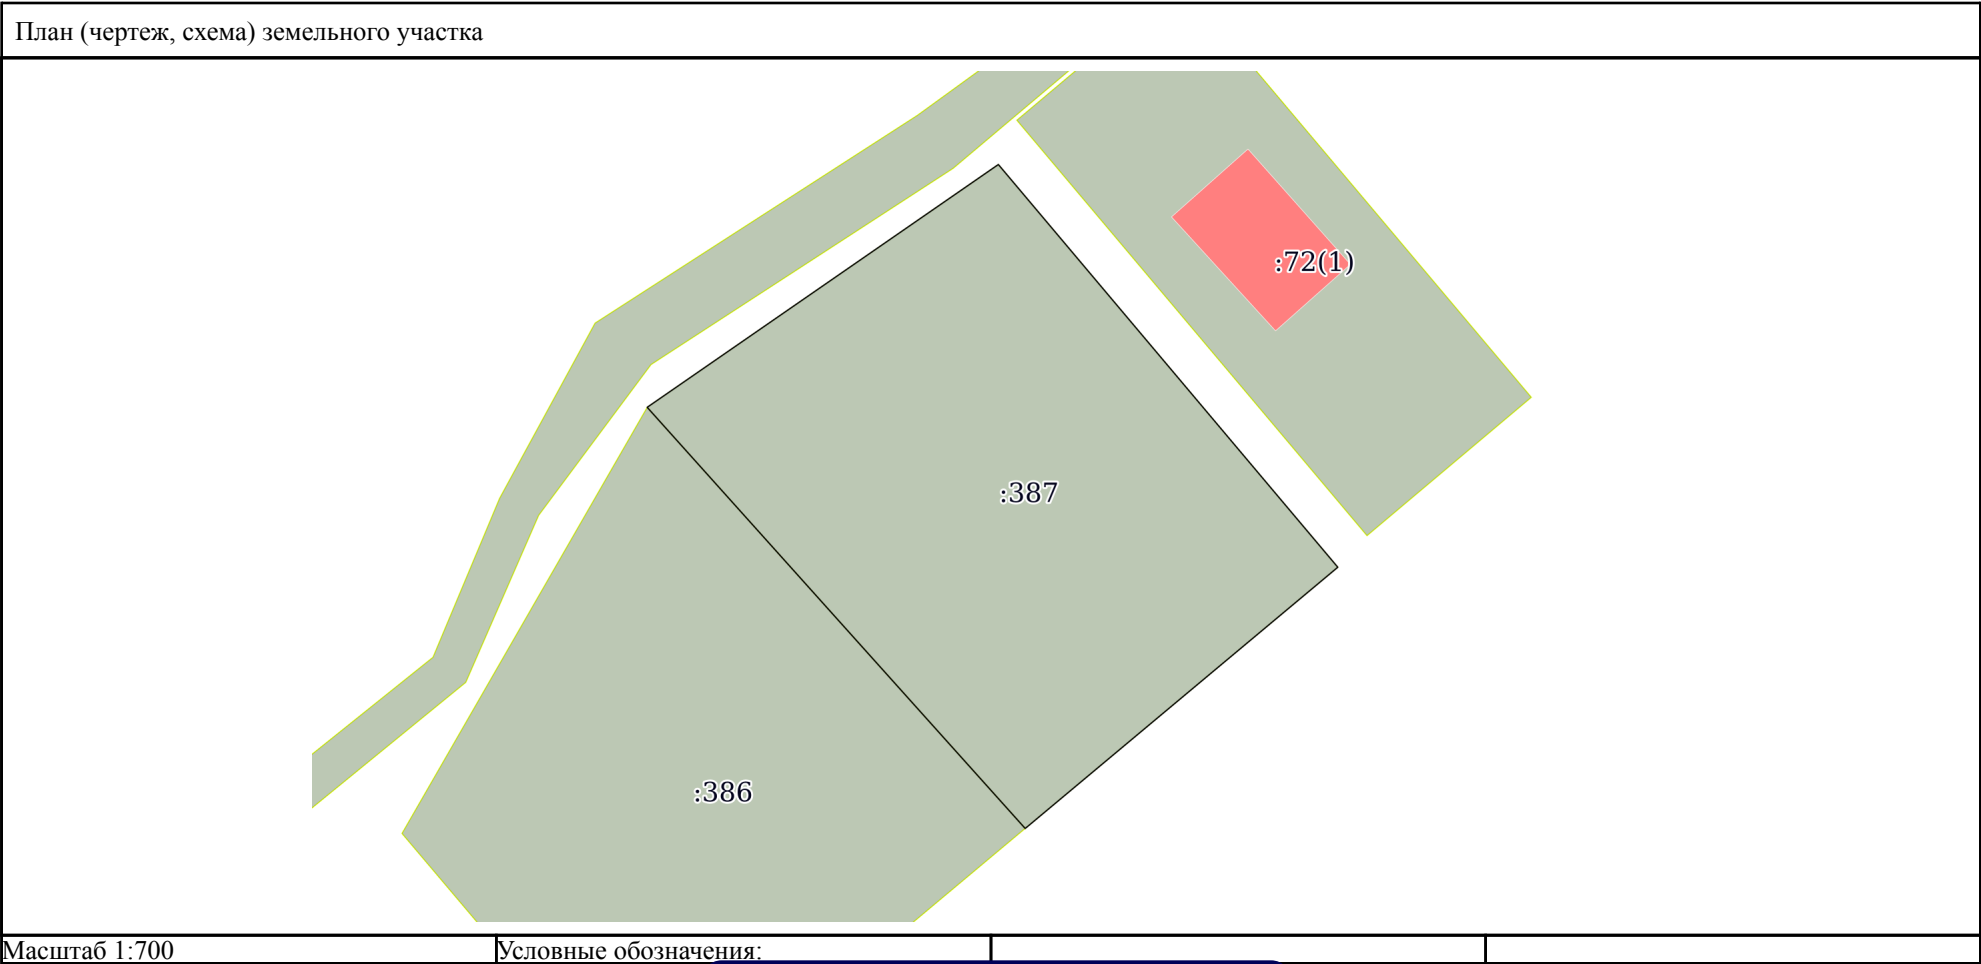 План (чертеж, схема) земельного участка
:72(1)
:387
:386
Масштаб 1:700
Условные обозначения: